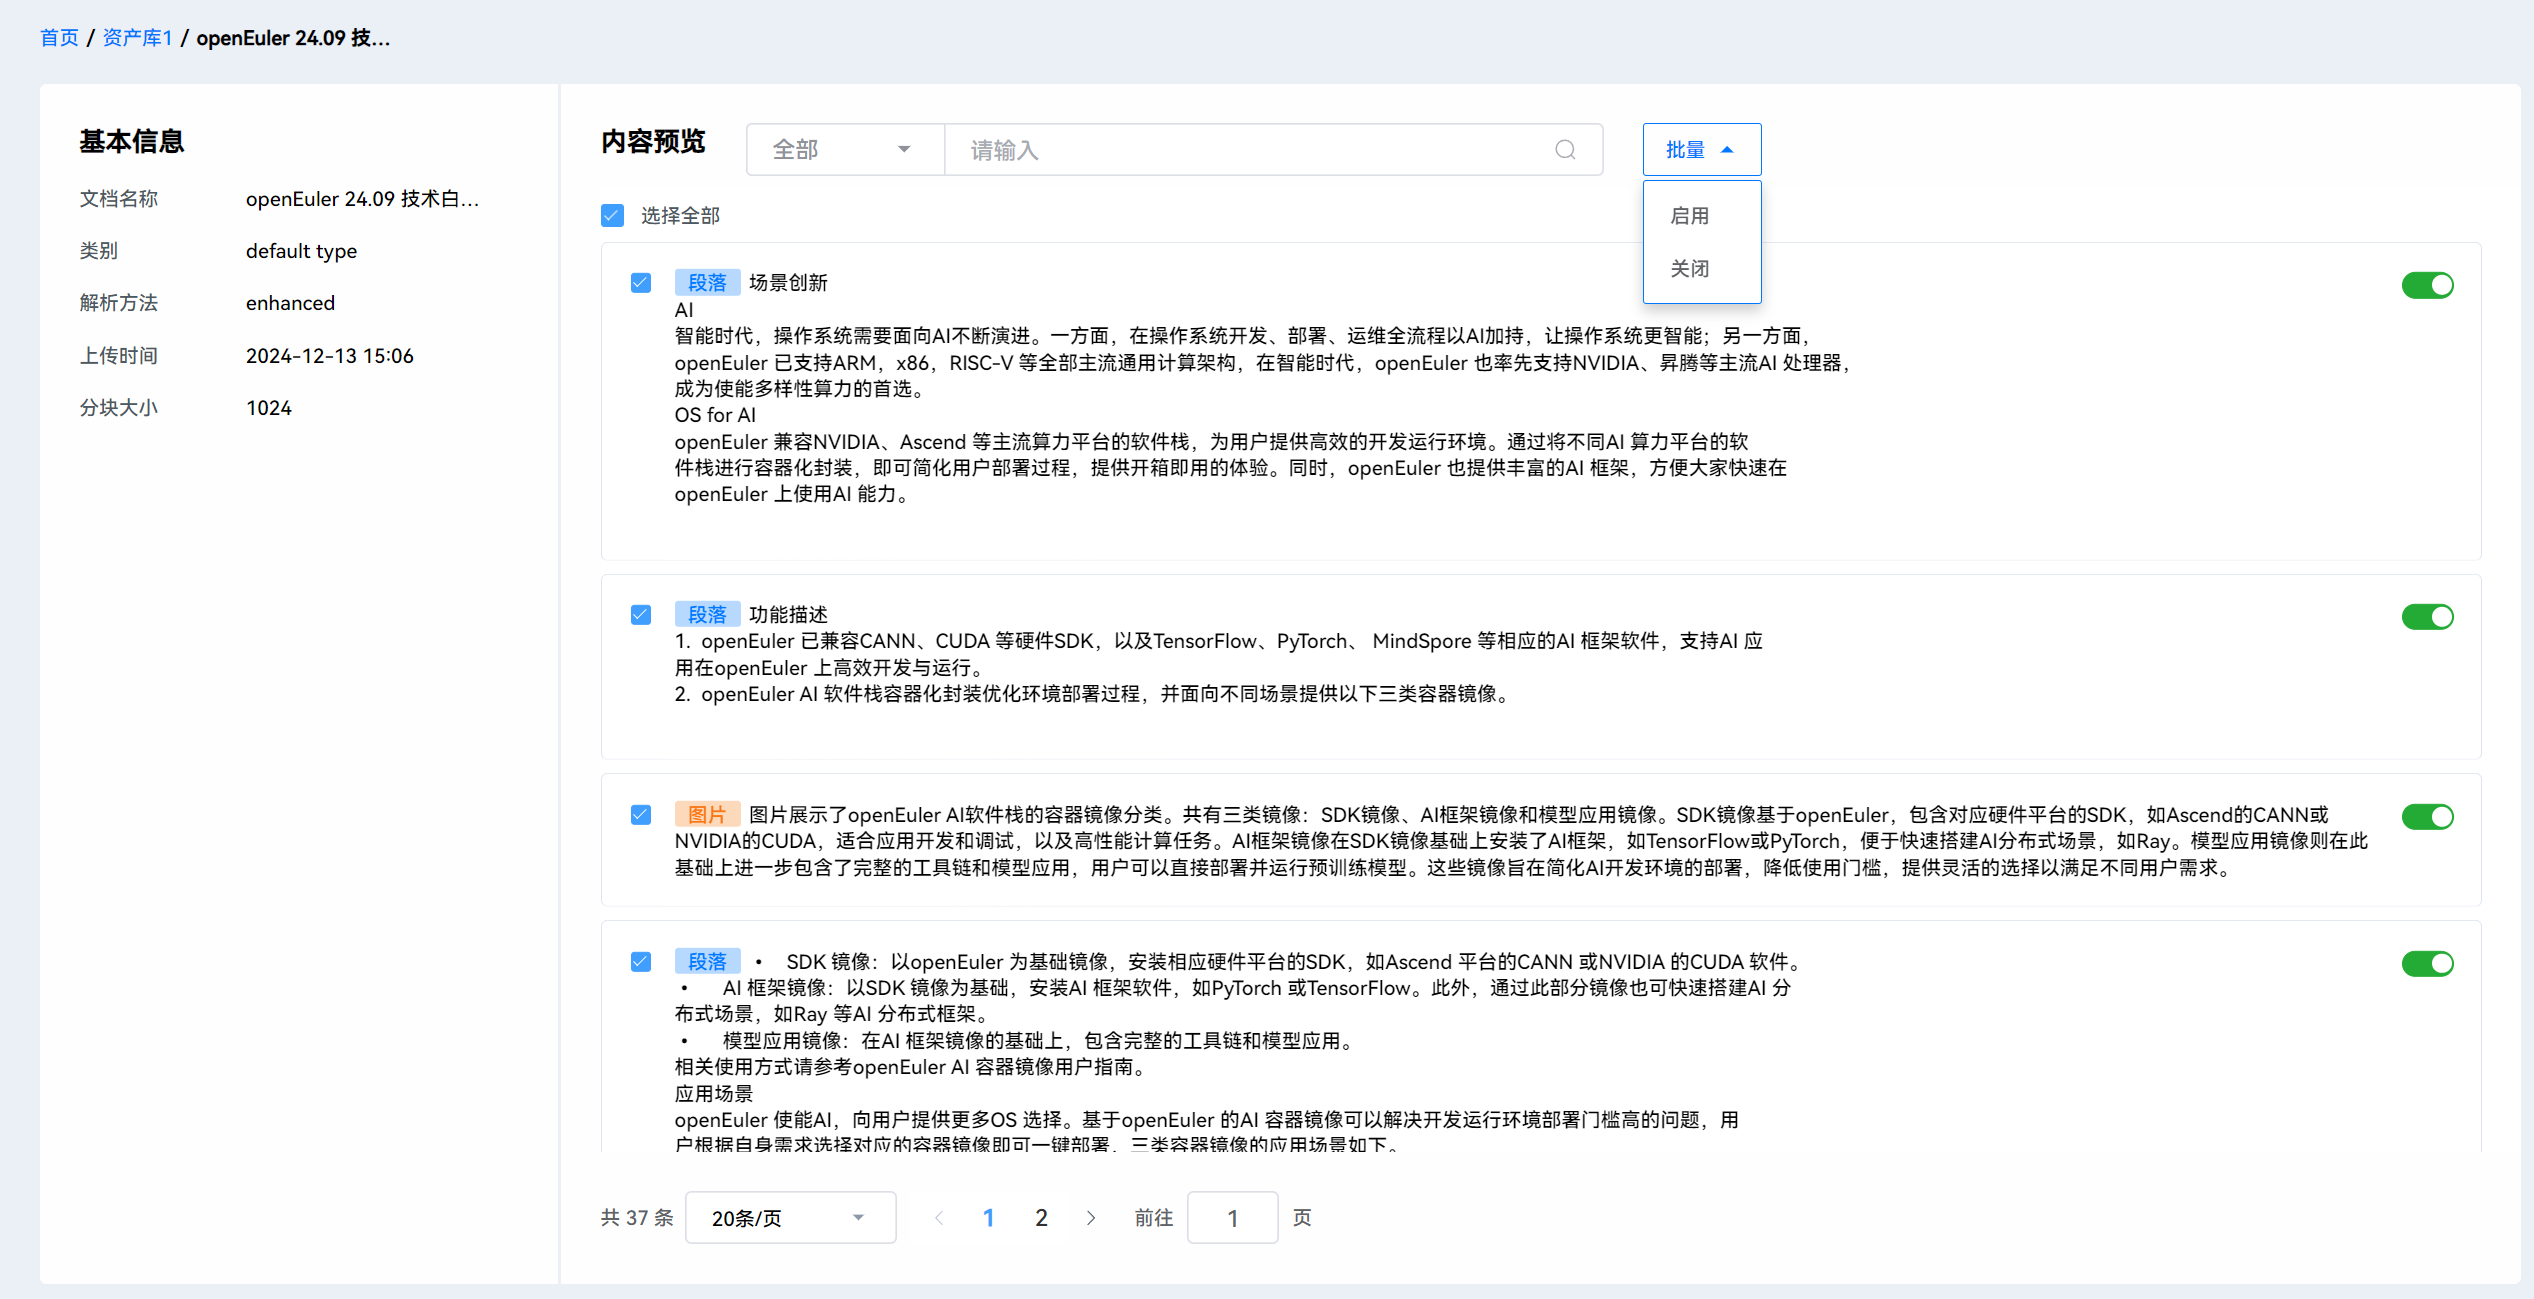 首页 / 资产库1 / openEuler 24.09 技...
基本信息
文档名称 openEuler 24.09 技术白...
类别 default type
解析方法 enhanced
上传时间 2024-12-13 15:06
分块大小 1024
内容预览 全部 请输入 批量
启用
关闭
选择全部
段落 场景创新
AI
智能时代，操作系统需要面向AI不断演进。一方面，在操作系统开发、部署、运维全流程以AI加持，让操作系统更智能；另一方面，
openEuler 已支持ARM，x86，RISC-V 等全部主流通用计算架构，在智能时代，openEuler 也率先支持NVIDIA、昇腾等主流AI 处理器，
成为使能多样性算力的首选。
OS for AI
openEuler 兼容NVIDIA、Ascend 等主流算力平台的软件栈，为用户提供高效的开发运行环境。通过将不同AI 算力平台的软
件栈进行容器化封装，即可简化用户部署过程，提供开箱即用的体验。同时，openEuler 也提供丰富的AI 框架，方便大家快速在
openEuler 上使用AI 能力。
段落 功能描述
1. openEuler 已兼容CANN、CUDA 等硬件SDK，以及TensorFlow、PyTorch、 MindSpore 等相应的AI 框架软件，支持AI 应
用在openEuler 上高效开发与运行。
2. openEuler AI 软件栈容器化封装优化环境部署过程，并面向不同场景提供以下三类容器镜像。
图片 图片展示了openEuler AI软件栈的容器镜像分类。共有三类镜像：SDK镜像、AI框架镜像和模型应用镜像。SDK镜像基于openEuler，包含对应硬件平台的SDK，如Ascend的CANN或
NVIDIA的CUDA，适合应用开发和调试，以及高性能计算任务。AI框架镜像在SDK镜像基础上安装了AI框架，如TensorFlow或PyTorch，便于快速搭建AI分布式场景，如Ray。模型应用镜像则在此
基础上进一步包含了完整的工具链和模型应用，用户可以直接部署并运行预训练模型。这些镜像旨在简化AI开发环境的部署，降低使用门槛，提供灵活的选择以满足不同用户需求。
段落 • SDK 镜像：以openEuler 为基础镜像，安装相应硬件平台的SDK，如Ascend 平台的CANN 或NVIDIA 的CUDA 软件。
• AI 框架镜像：以SDK 镜像为基础，安装AI 框架软件，如PyTorch 或TensorFlow。此外，通过此部分镜像也可快速搭建AI 分
布式场景，如Ray 等AI 分布式框架。
• 模型应用镜像：在AI 框架镜像的基础上，包含完整的工具链和模型应用。
相关使用方式请参考openEuler AI 容器镜像用户指南。
应用场景
openEuler 使能AI，向用户提供更多OS 选择。基于openEuler 的AI 容器镜像可以解决开发运行环境部署门槛高的问题，用
户根据自身需求选择对应的容器镜像即可一键部署，三类容器镜像的应用场景如下。
共 37 条 20条/页 1 2 前往 1 页